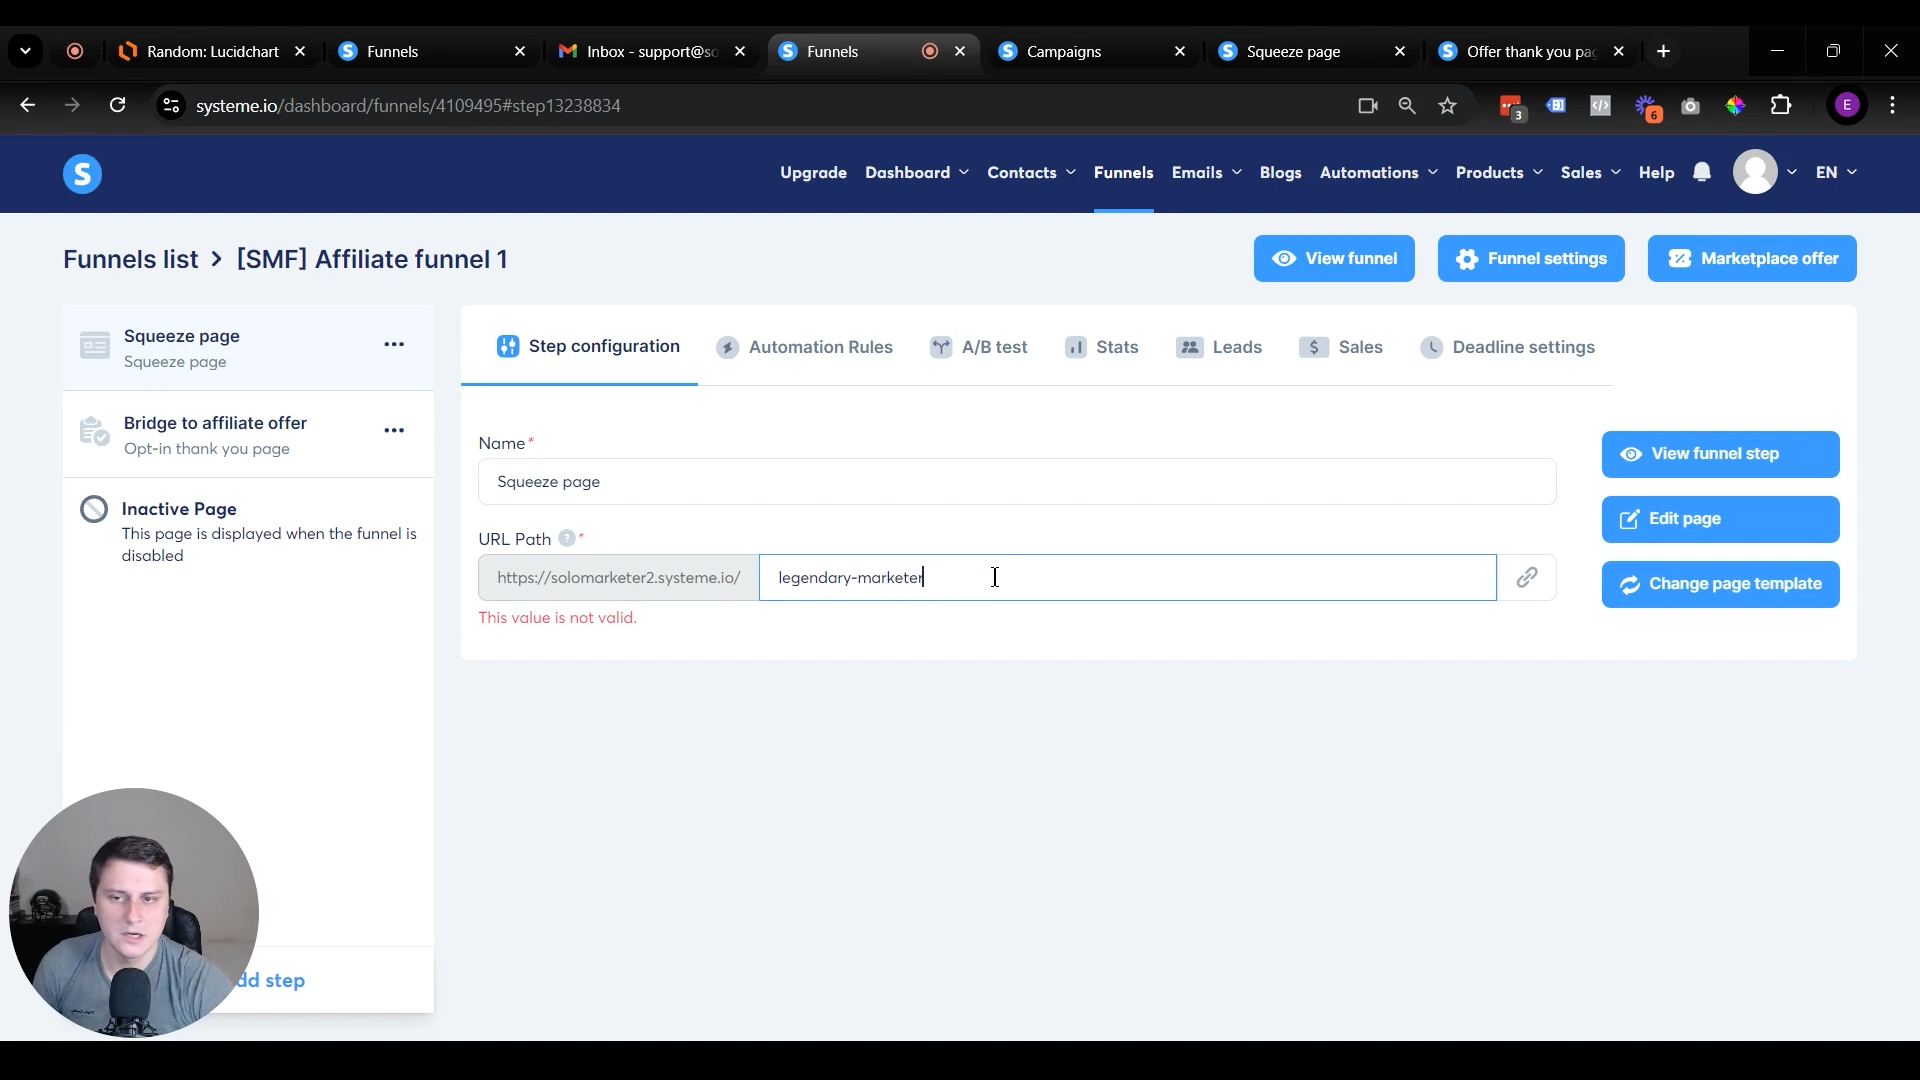 Random: Lucidchart
Funnels
Inbox - support@so
Funnels
Campaigns
Squeeze page
Offer thank you pag
systeme.io/dashboard/funnels/4109495#step13238834
3
6
E
S
Upgrade
Dashboard
Contacts
Funnels
Emails
Blogs
Automations
Products
Sales
Help
EN
Funnels list > [SMF] Affiliate funnel 1
View funnel
Funnel settings
Marketplace offer
Squeeze page
Squeeze page
Bridge to affiliate offer
Opt-in thank you page
Inactive Page
This page is displayed when the funnel is
disabled
dd step
Step configuration
Automation Rules
A/B test
Stats
Leads
Sales
Deadline settings
Name*
Squeeze page
URL Path ? *
https://solomarketer2.systeme.io/
legendary-marketer
This value is not valid.
View funnel step
Edit page
Change page template